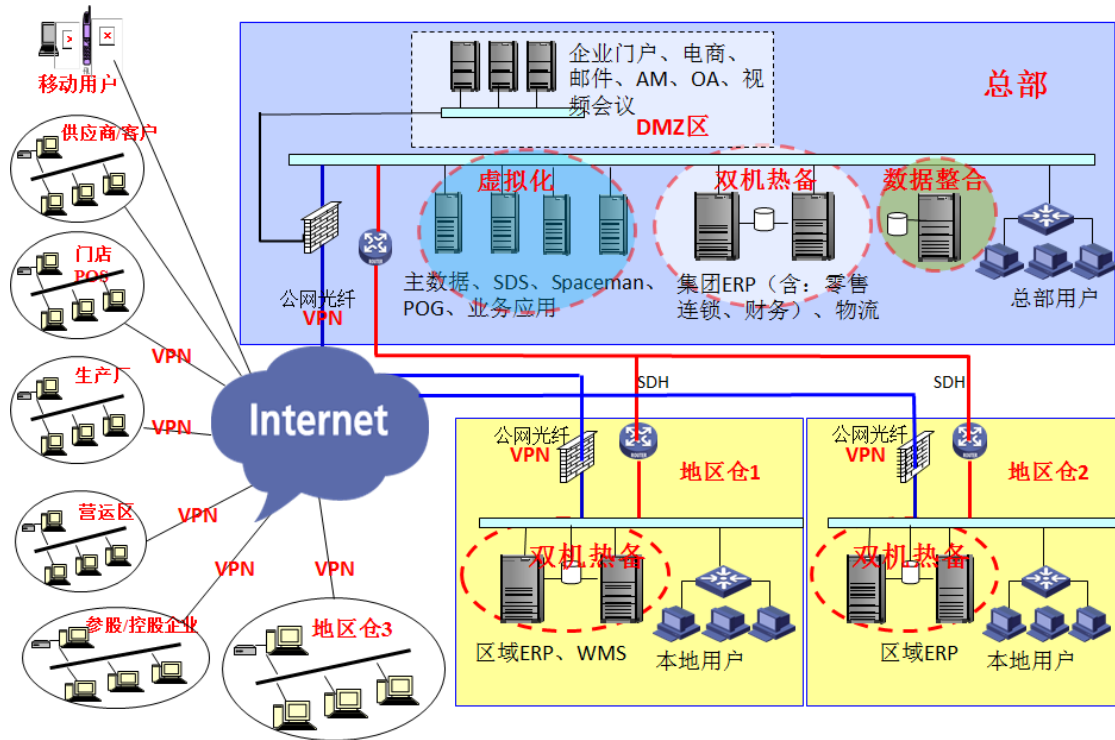 移动用户
供应商/客户
门店
POS
VPN
生产厂
VPN
营运区
VPN
参股/控股企业
VPN
地区仓3
VPN
Internet
总部
企业门户、电商、
邮件、AM、OA、视
频会议
DMZ区
虚拟化
双机热备
数据整合
ROUTER
公网光纤
VPN
主数据、SDS、Spaceman、
POG、业务应用
集团ERP（含：零售
连锁、财务）、物流
总部用户
SDH
SDH
公网光纤
VPN
ROUTER
地区仓1
双机热备
区域ERP、WMS
本地用户
公网光纤
VPN
ROUTER
地区仓2
双机热备
区域ERP
本地用户